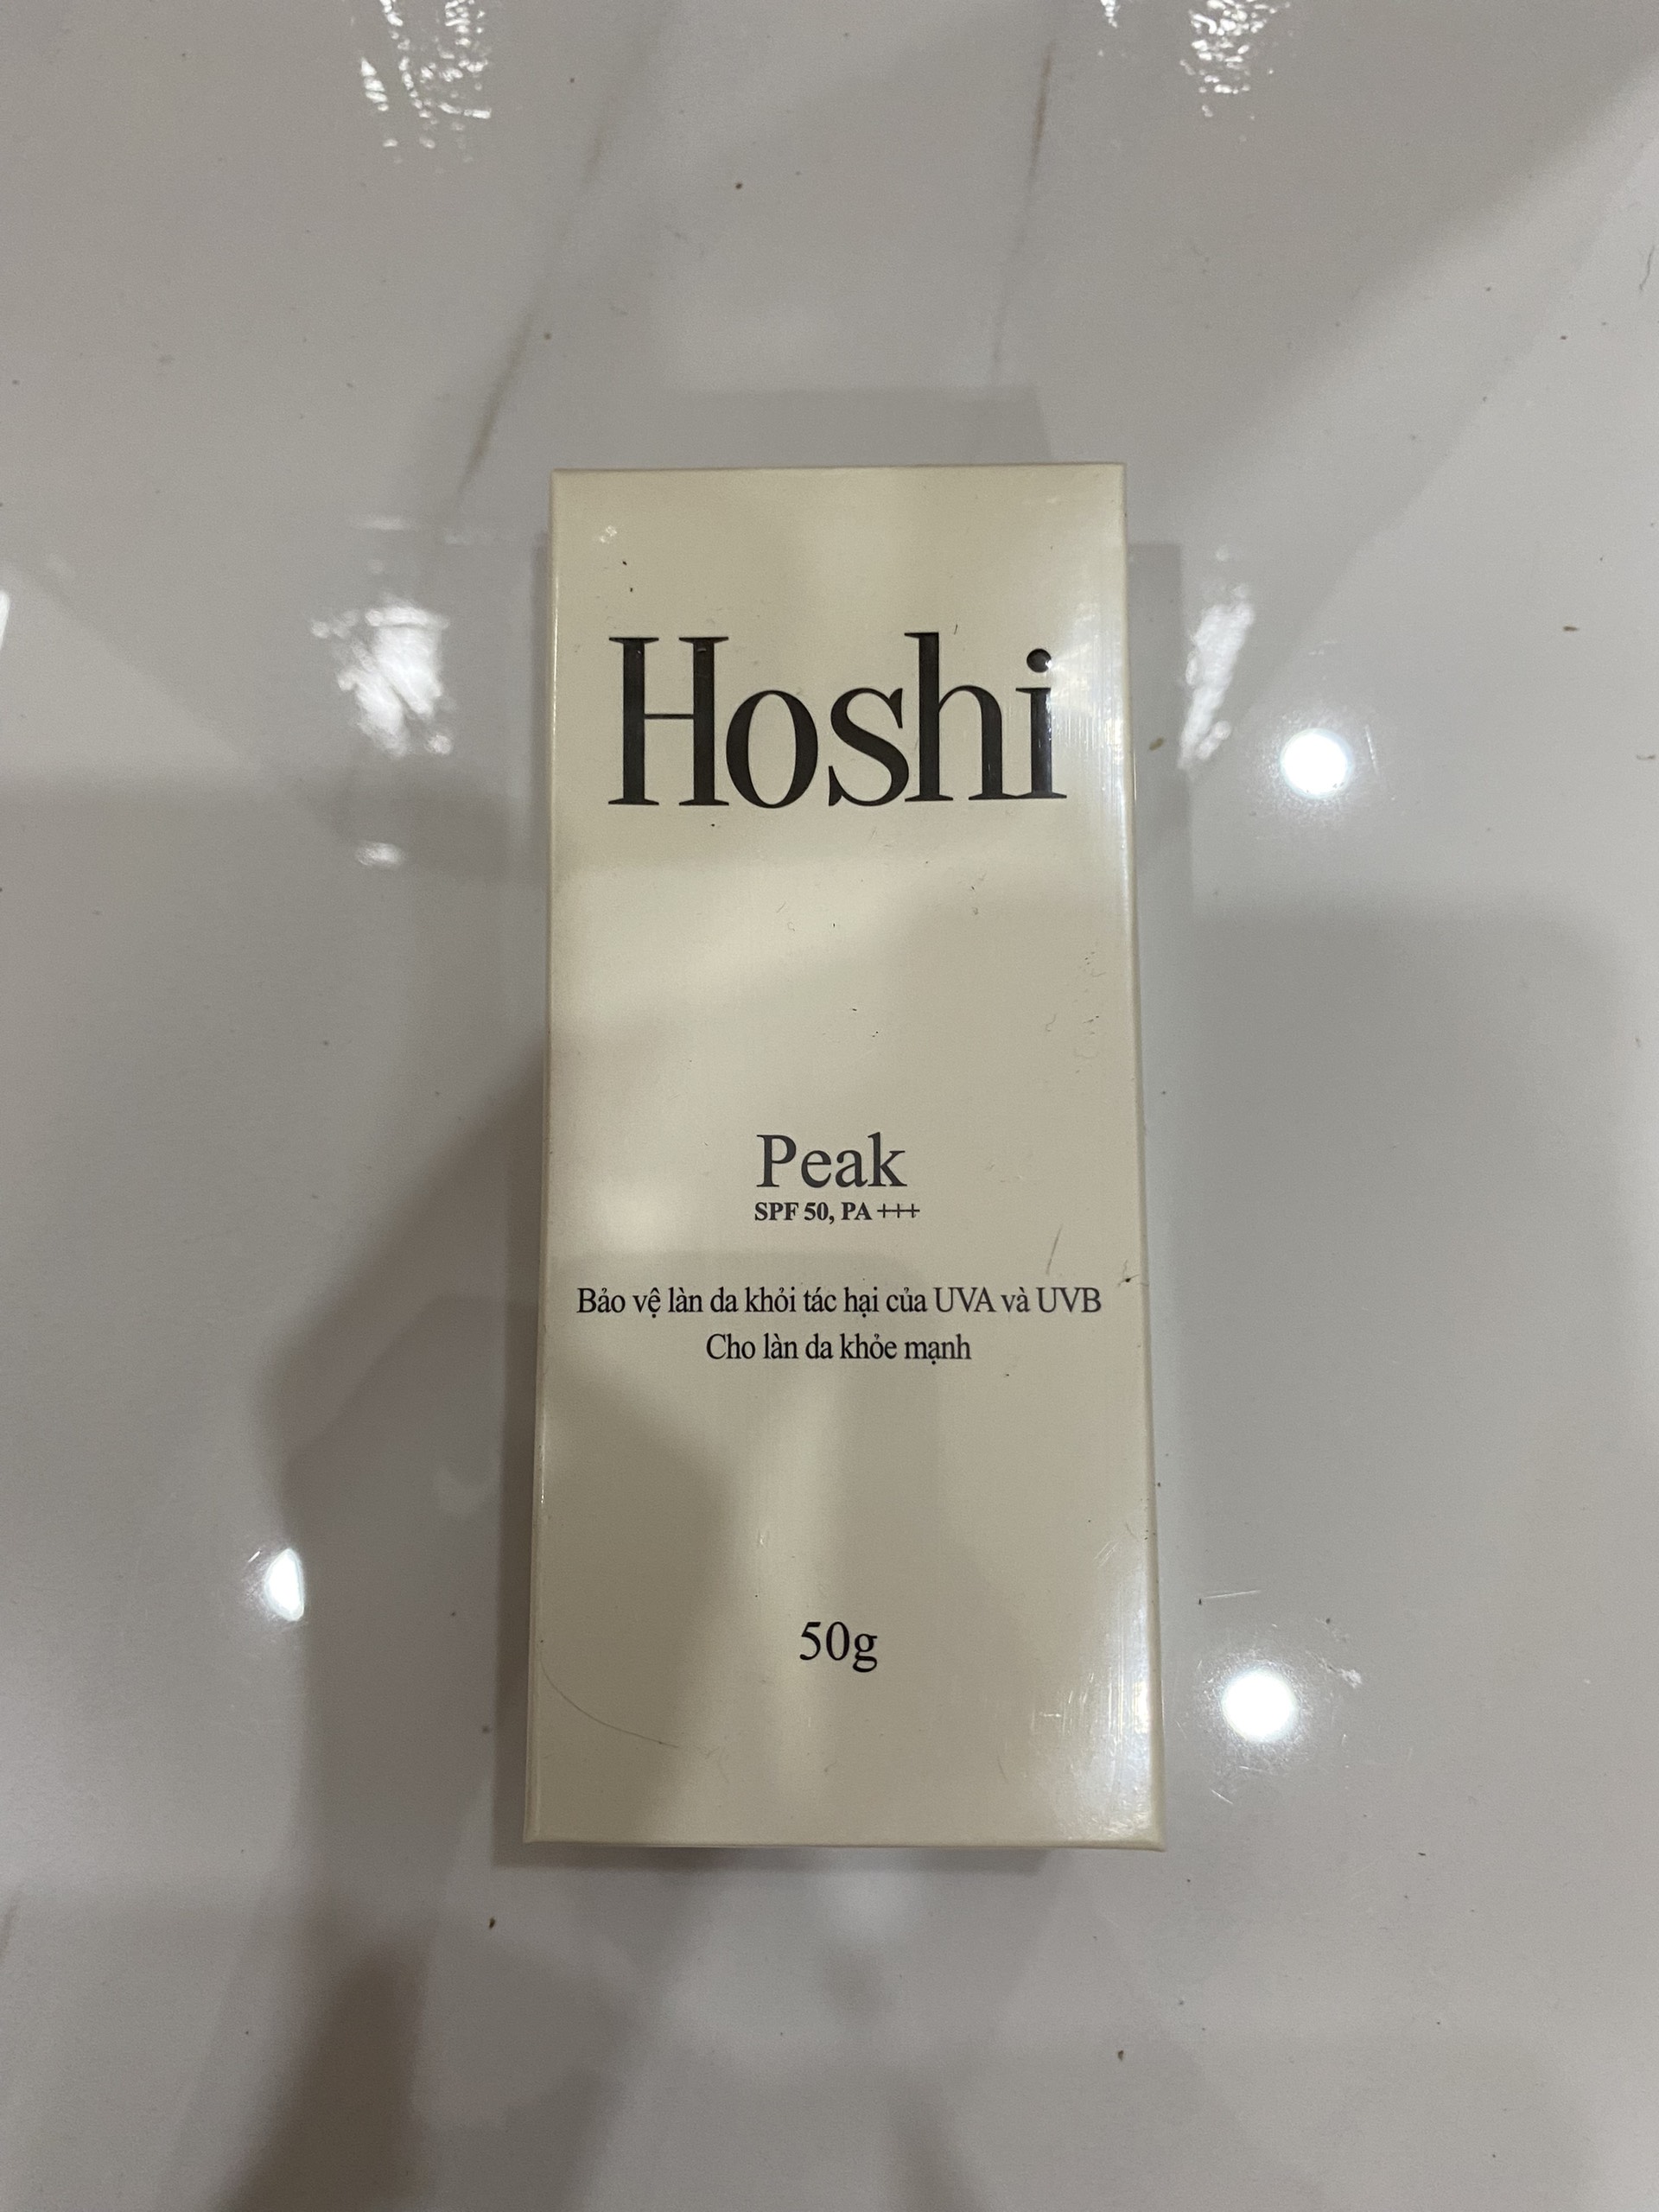 Hoshi
Peak
SPF 50, PA +++
Bảo vệ làn da khỏi tác hại của UVA và UVB
Cho làn da khỏe mạnh
50g